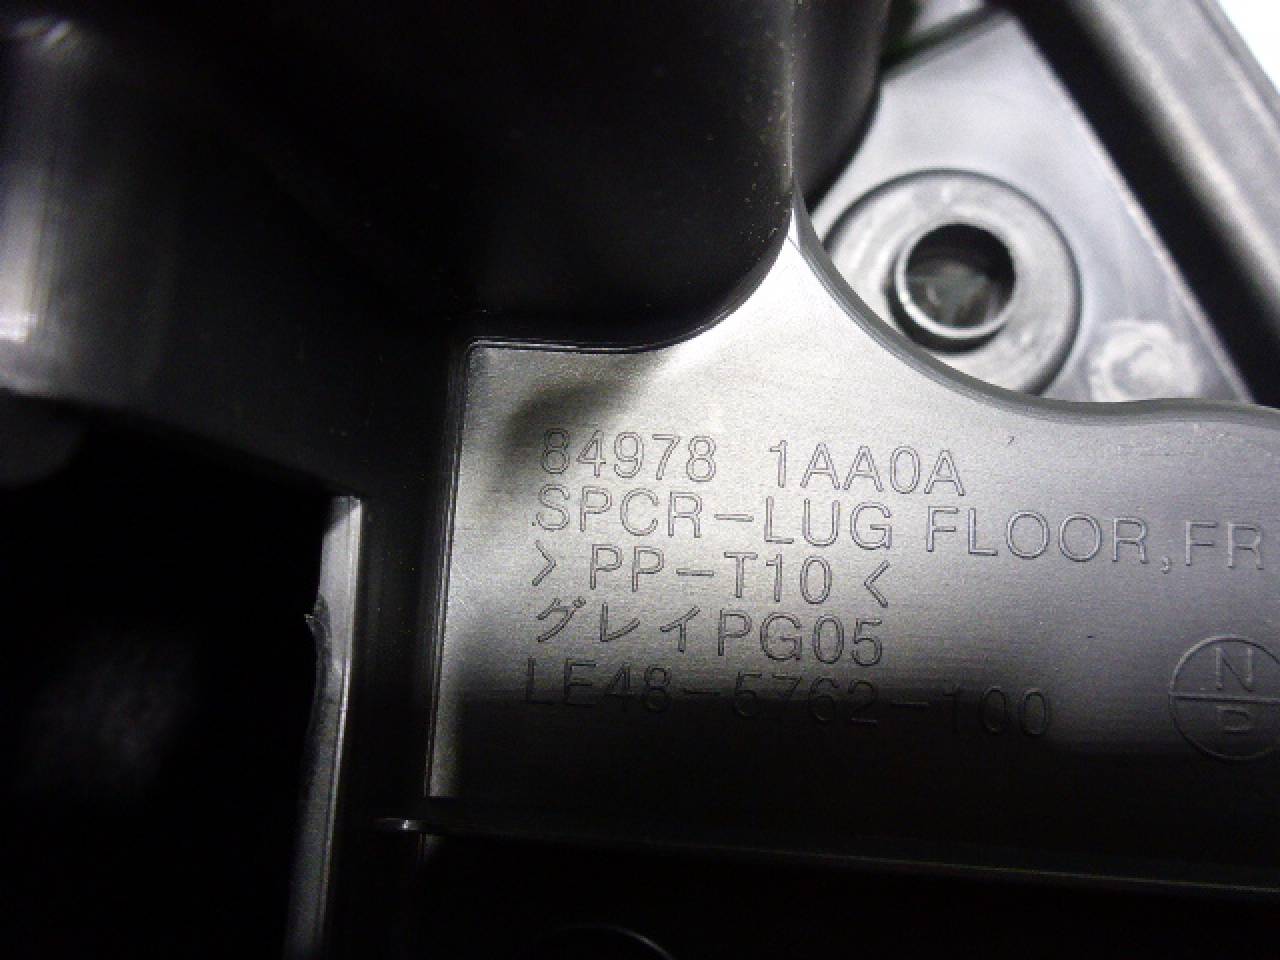 84978 1AA0A
SPCR-LUG FLOOR,FR
>PP-T10<
グレイPG05
LE48-5762-100
N
D